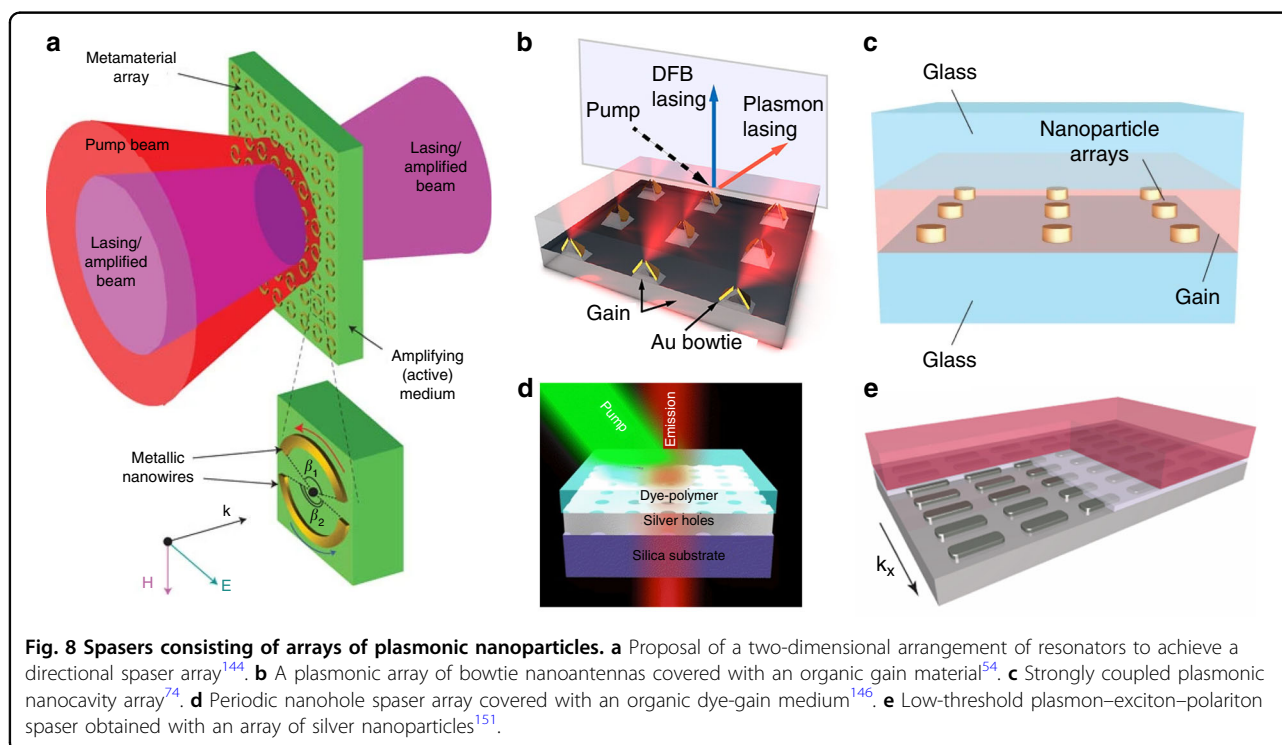 a
Metamaterial
array
Pump beam
Lasing/
amplified
beam
Lasing/
amplified beam
Amplifying
(active)
medium
Metallic
nanowires
β1
β2
k
H
E
b
DFB
lasing
Pump
Plasmon
lasing
Gain
Au bowtie
c
Glass
Nanoparticle
arrays
Gain
Glass
d
Pump
Emission
Dye-polymer
Silver holes
Silica substrate
e
kx
Fig. 8 Spasers consisting of arrays of plasmonic nanoparticles. a Proposal of a two-dimensional arrangement of resonators to achieve a
directional spaser array144. b A plasmonic array of bowtie nanoantennas covered with an organic gain material54. c Strongly coupled plasmonic
nanocavity array74. d Periodic nanohole spaser array covered with an organic dye-gain medium146. e Low-threshold plasmon–exciton–polariton
spaser obtained with an array of silver nanoparticles151.